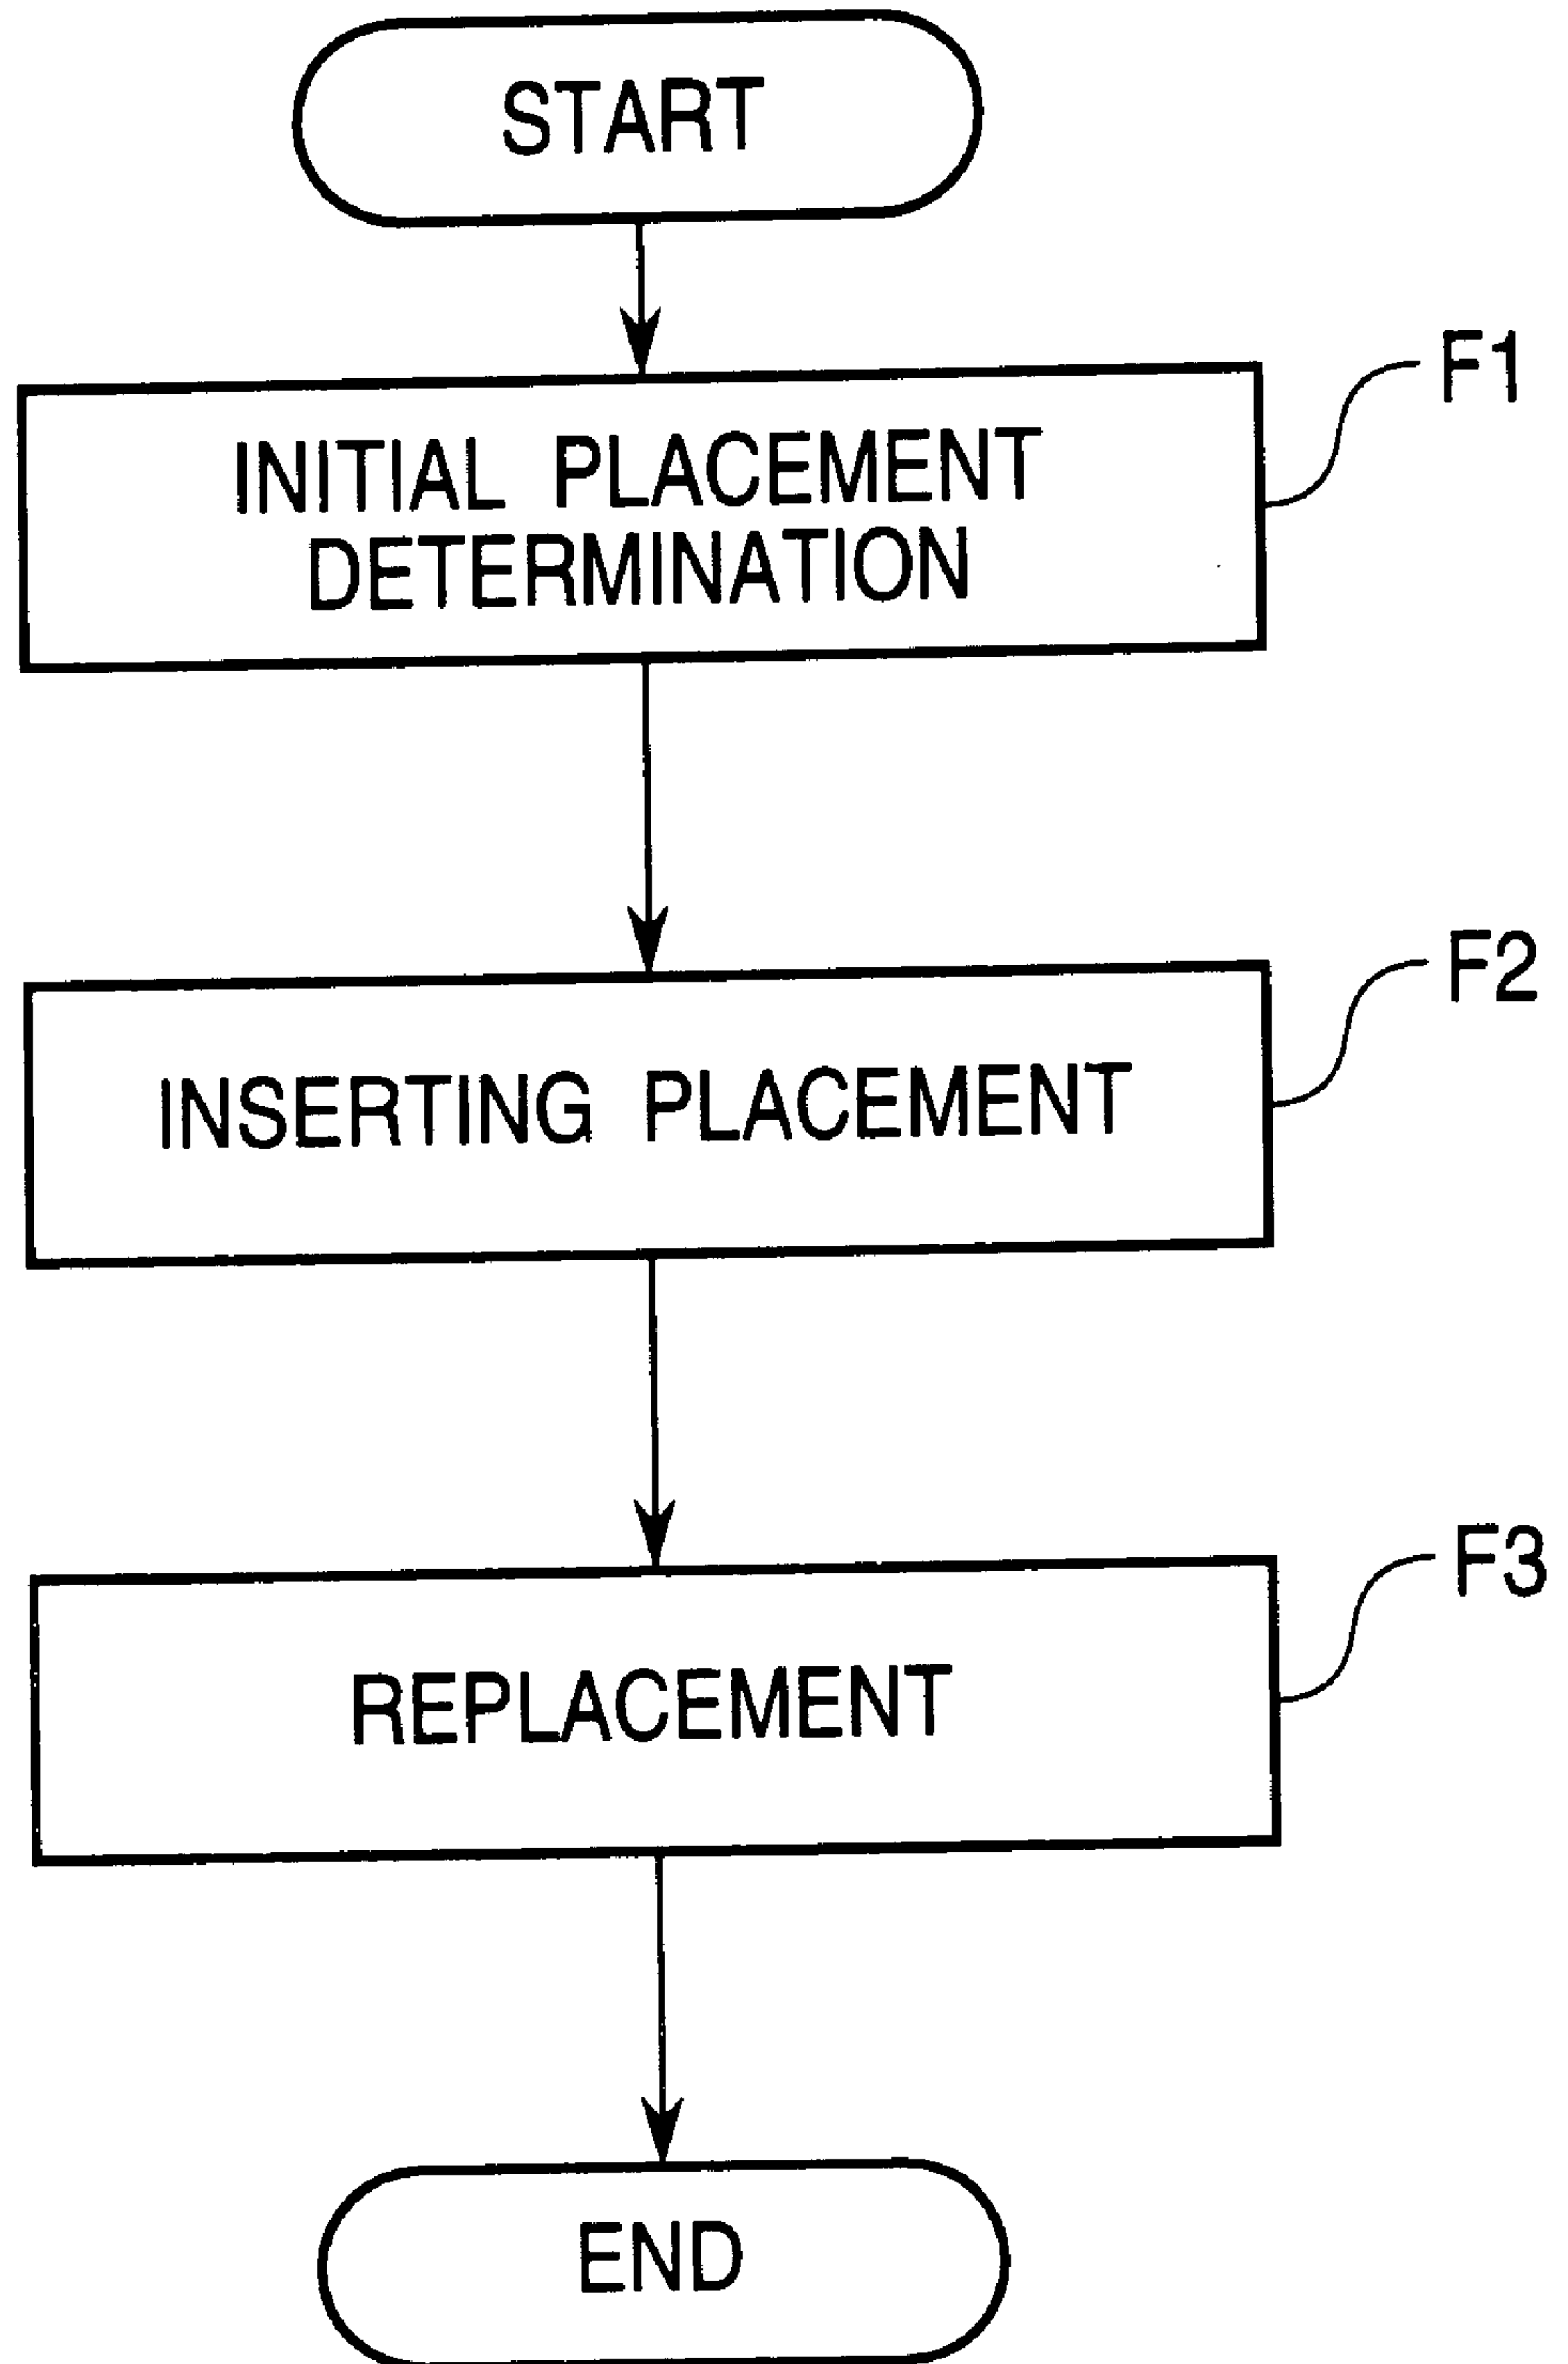 START
F1
INITIAL PLACEMENT
DETERMINATION
F2
INSERTING PLACEMENT
F3
REPLACEMENT
END